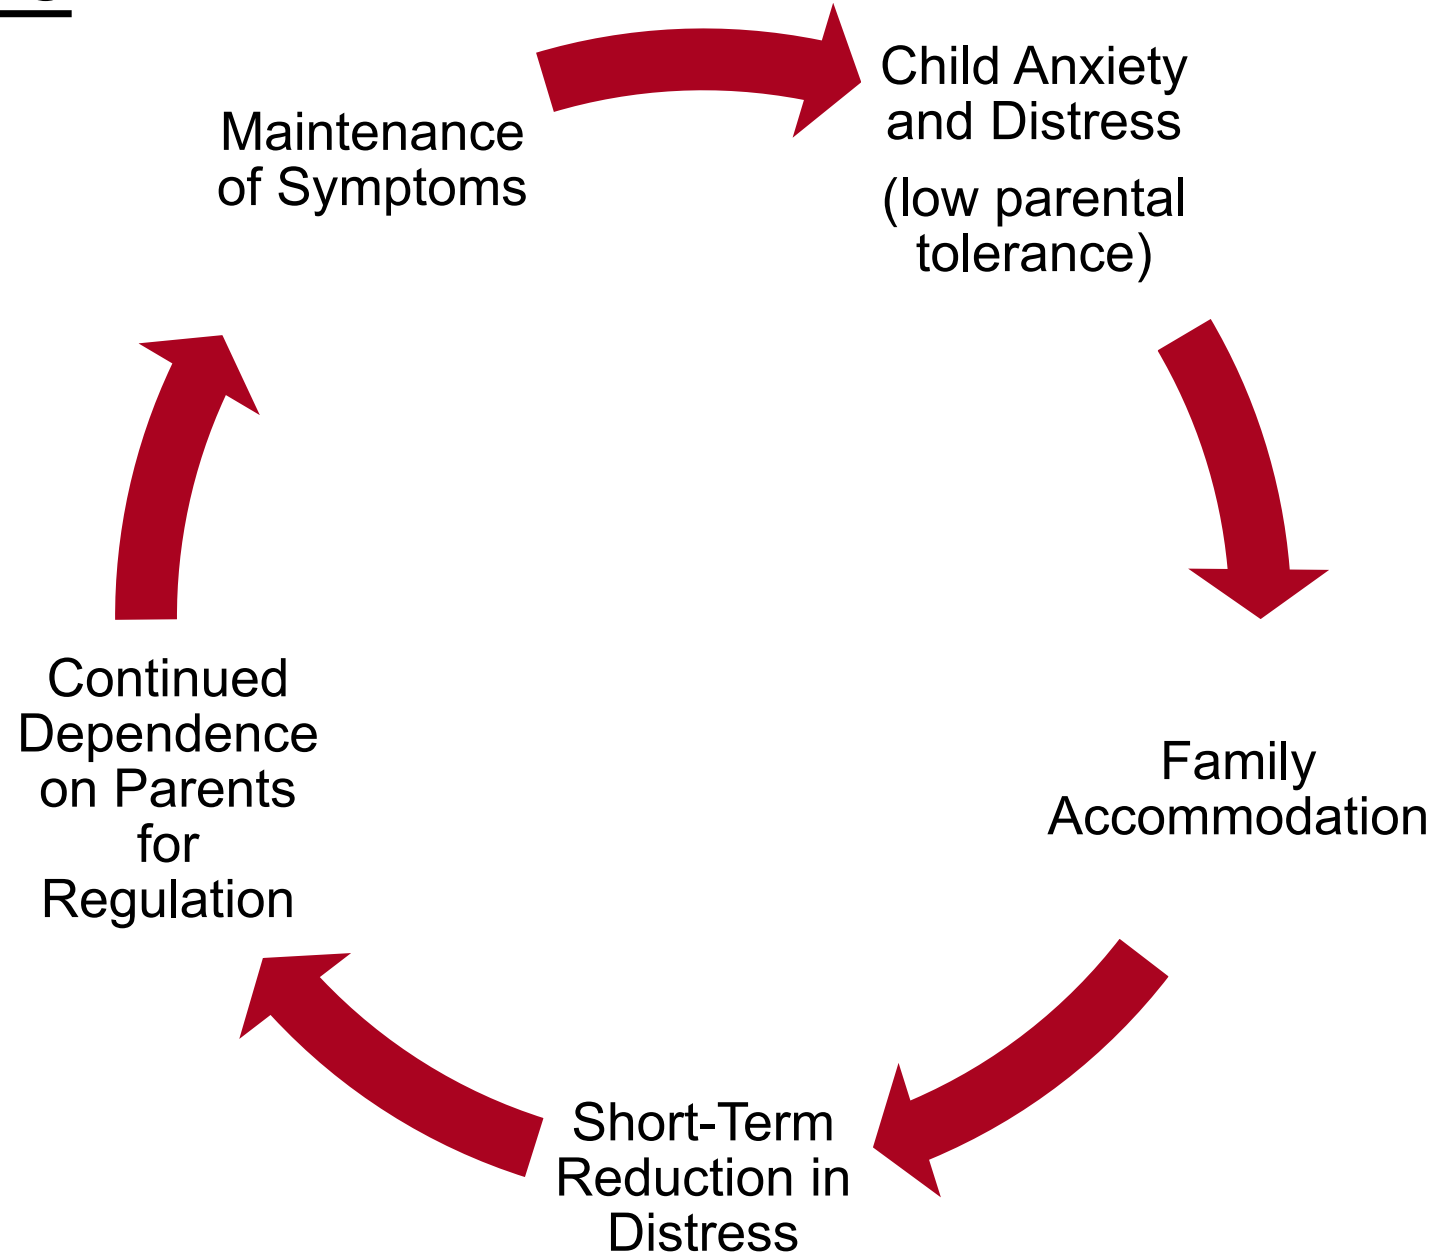 Child Anxiety
and Distress
(low parental
tolerance)
Family
Accommodation
Short-Term
Reduction in
Distress
Continued
Dependence
on Parents
for
Regulation
Maintenance
of Symptoms